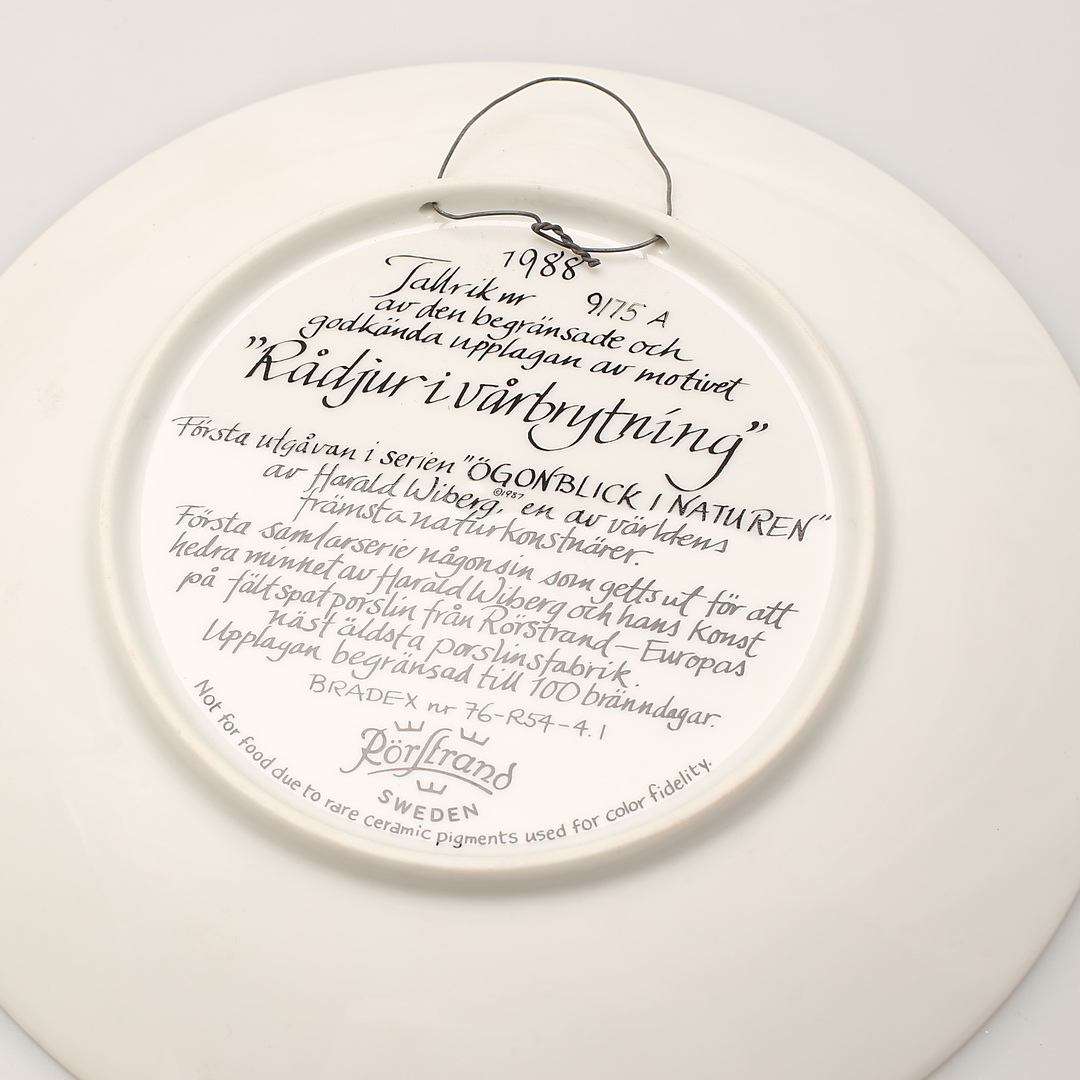 1988
Tallrik nr 9175 A
av den begränsade och
godkända upplagan av motivet
"Rådjur i vårbrytning"
Första utgåvan i serien "ÖGONBLICK I NATUREN"
©1987
av Harald Wiberg, en av världens
främsta naturkonstnärer.
Första samlarserie någonsin som getts ut för att
hedra minnet av Harald Wiberg och hans konst
på fältspatporslin från Rörstrand – Europas
näst äldsta porslinsfabrik.
Upplagan begränsad till 100 bränndagar.
BRADEX nr 76-R54-4.1
Rörstrand
SWEDEN
Not for food due to rare ceramic pigments used for color fidelity.